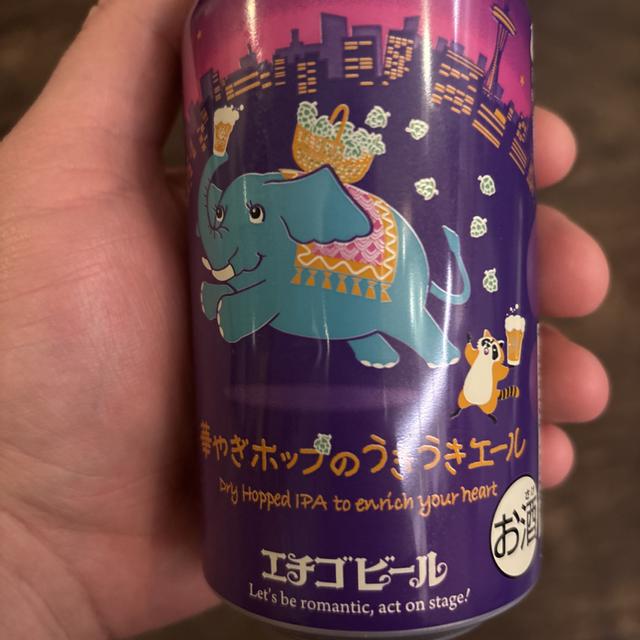 華やぎホップのうきうきエール
Dry Hopped IPA to enrich your heart
お酒
エチゴビール
Let's be romantic, act on stage!